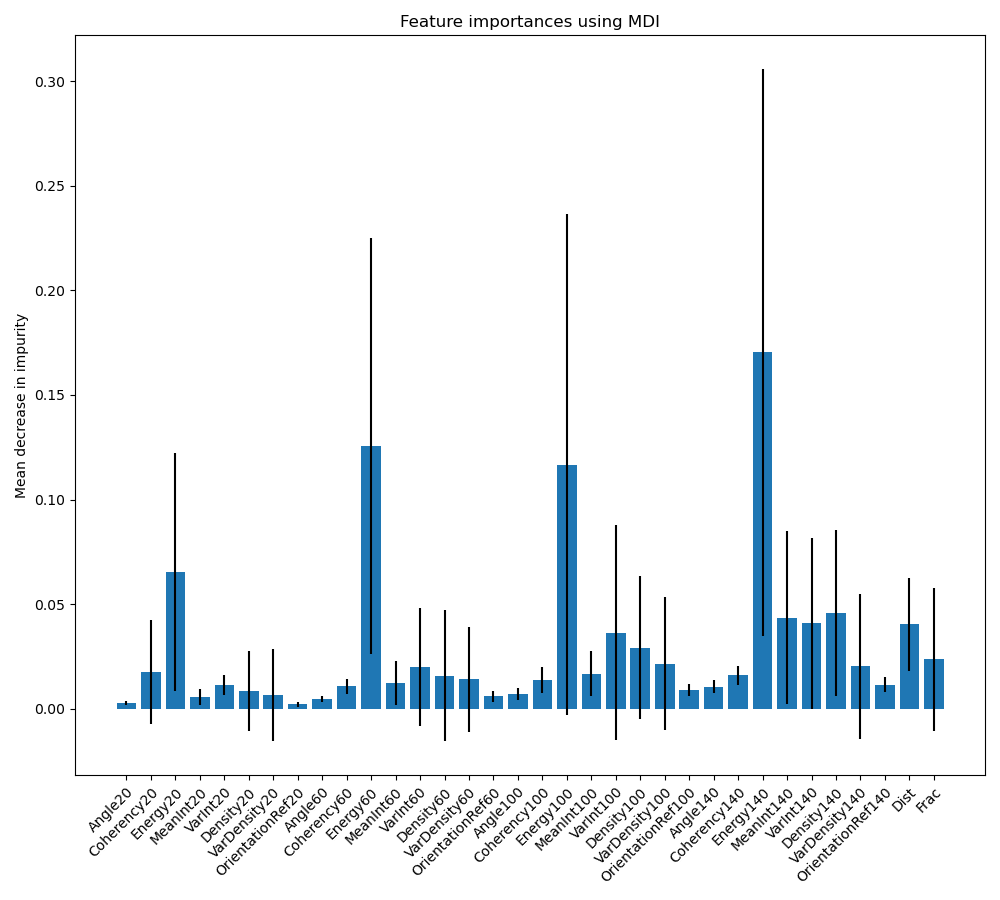 Feature importances using MDI
Mean decrease in impurity
0.30
0.25
0.20
0.15
0.10
0.05
0.00
Angle20
Coherency20
Energy20
MeanInt20
VarInt20
Density20
VarDensity20
OrientationRef20
Angle60
Coherency60
Energy60
MeanInt60
VarInt60
Density60
VarDensity60
OrientationRef60
Angle100
Coherency100
Energy100
MeanInt100
VarInt100
Density100
VarDensity100
OrientationRef100
Angle140
Coherency140
Energy140
MeanInt140
VarInt140
Density140
VarDensity140
OrientationRef140
Dist
Frac